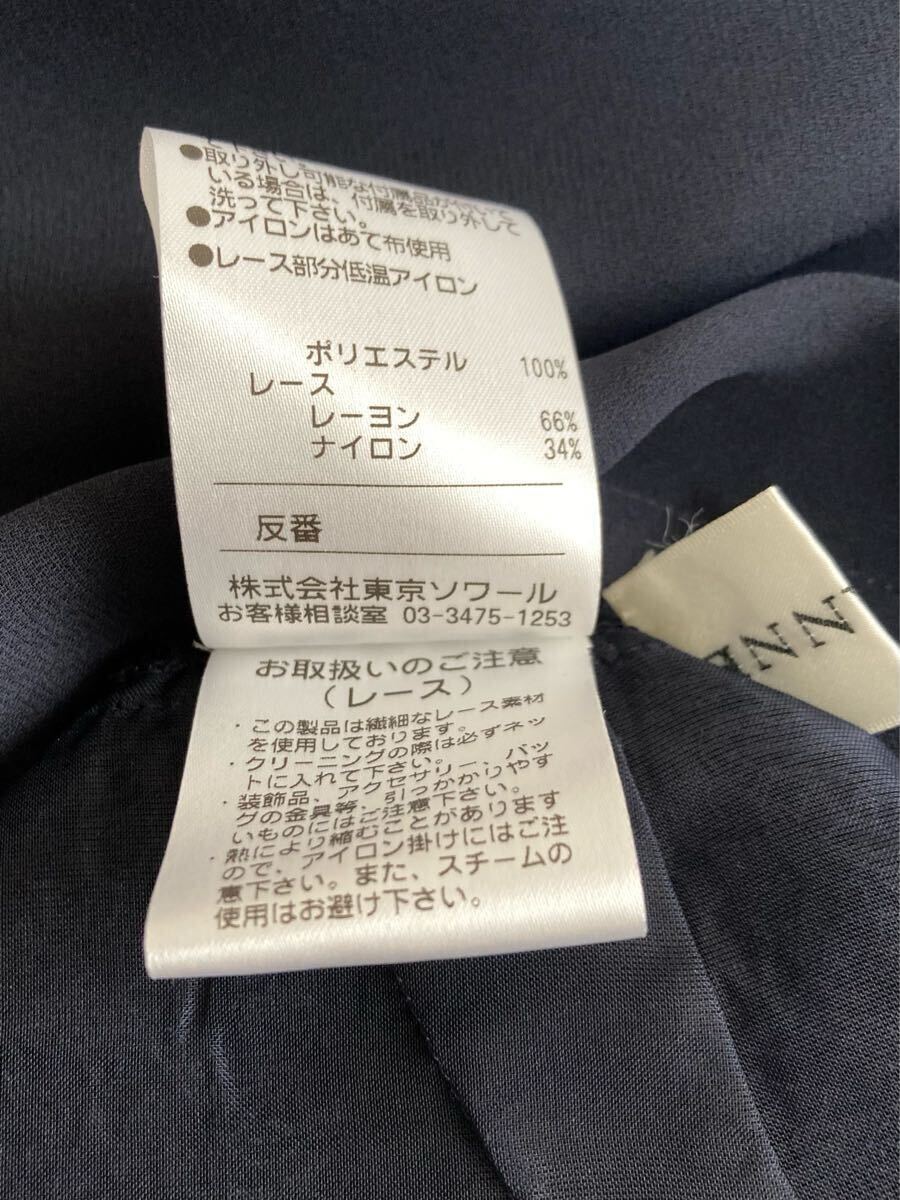 ●取り外し可能な付属品が付いて
いる場合は、付属を取り外して
洗って下さい。
●アイロンはあて布使用
●レース部分低温アイロン
ポリエステル 100%
レース
レーヨン 66%
ナイロン 34%
反番
株式会社東京ソワール
お客様相談室 03-3475-1253
お取扱いのご注意
(レース)
・この製品は繊細なレース素材
を使用しております。
・クリーニングの際は必ずネッ
トに入れて下さい。
・装飾品、アクセサリー、バッ
グの金具等、引っかかりやす
いものにはご注意下さい。
・熱により縮むことがあります
ので、アイロン掛けにはご注
意下さい。また、スチームの
使用はお避け下さい。